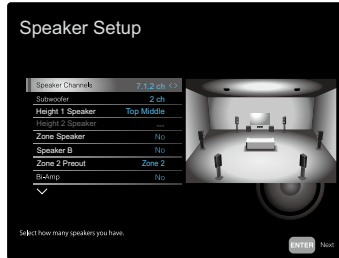 Speaker Setup
Speaker Channels 7.1.2 ch <>
Subwoofer 2 ch
Height 1 Speaker Top Middle
Height 2 Speaker ---
Zone Speaker No
Speaker B No
Zone 2 Preout Zone 2
Bi-Amp No
Select how many speakers you have.
ENTER Next